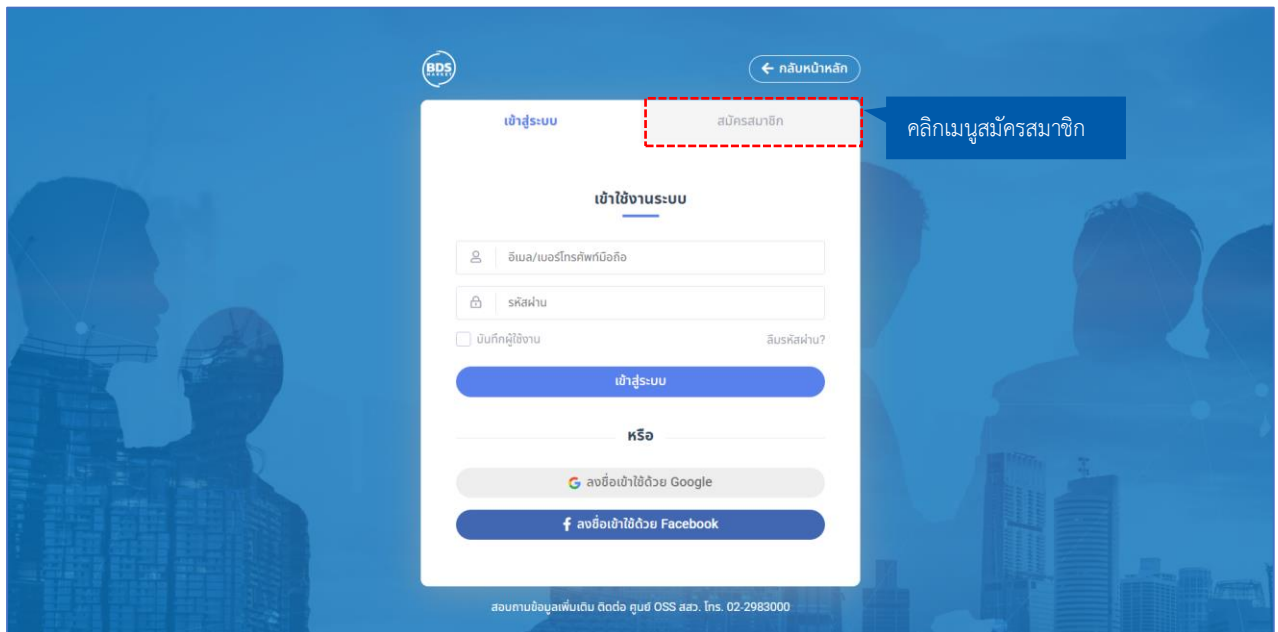 BDS
MARKET
← กลับหน้าหลัก
เข้าสู่ระบบ
สมัครสมาชิก
คลิกเมนูสมัครสมาชิก
เข้าใช้งานระบบ
อีเมล/เบอร์โทรศัพท์มือถือ
รหัสผ่าน
บันทึกผู้ใช้งาน
ลืมรหัสผ่าน?
เข้าสู่ระบบ
หรือ
ลงชื่อเข้าใช้ด้วย Google
ลงชื่อเข้าใช้ด้วย Facebook
สอบถามข้อมูลเพิ่มเติม ติดต่อ ศูนย์ OSS สสว. โทร. 02-2983000